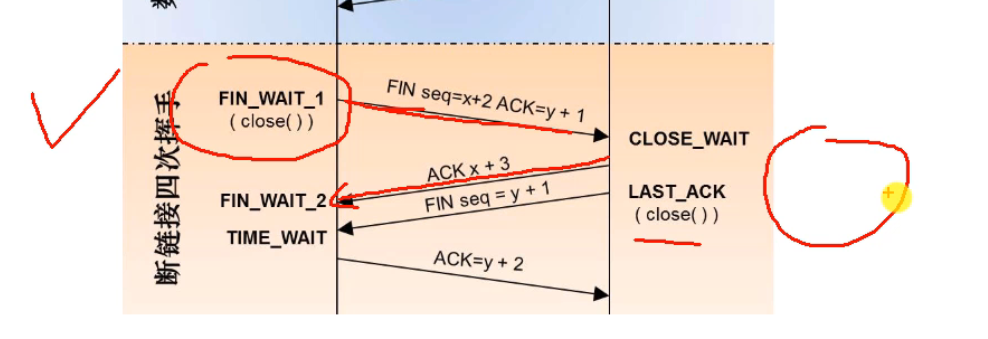 FIN_WAIT_1
( close( ) )
FIN seq=x+2 ACK=y + 1
CLOSE_WAIT
ACK x + 3
FIN_WAIT_2
FIN seq = y + 1
LAST_ACK
( close( ) )
TIME_WAIT
ACK=y + 2
断链接四次挥手